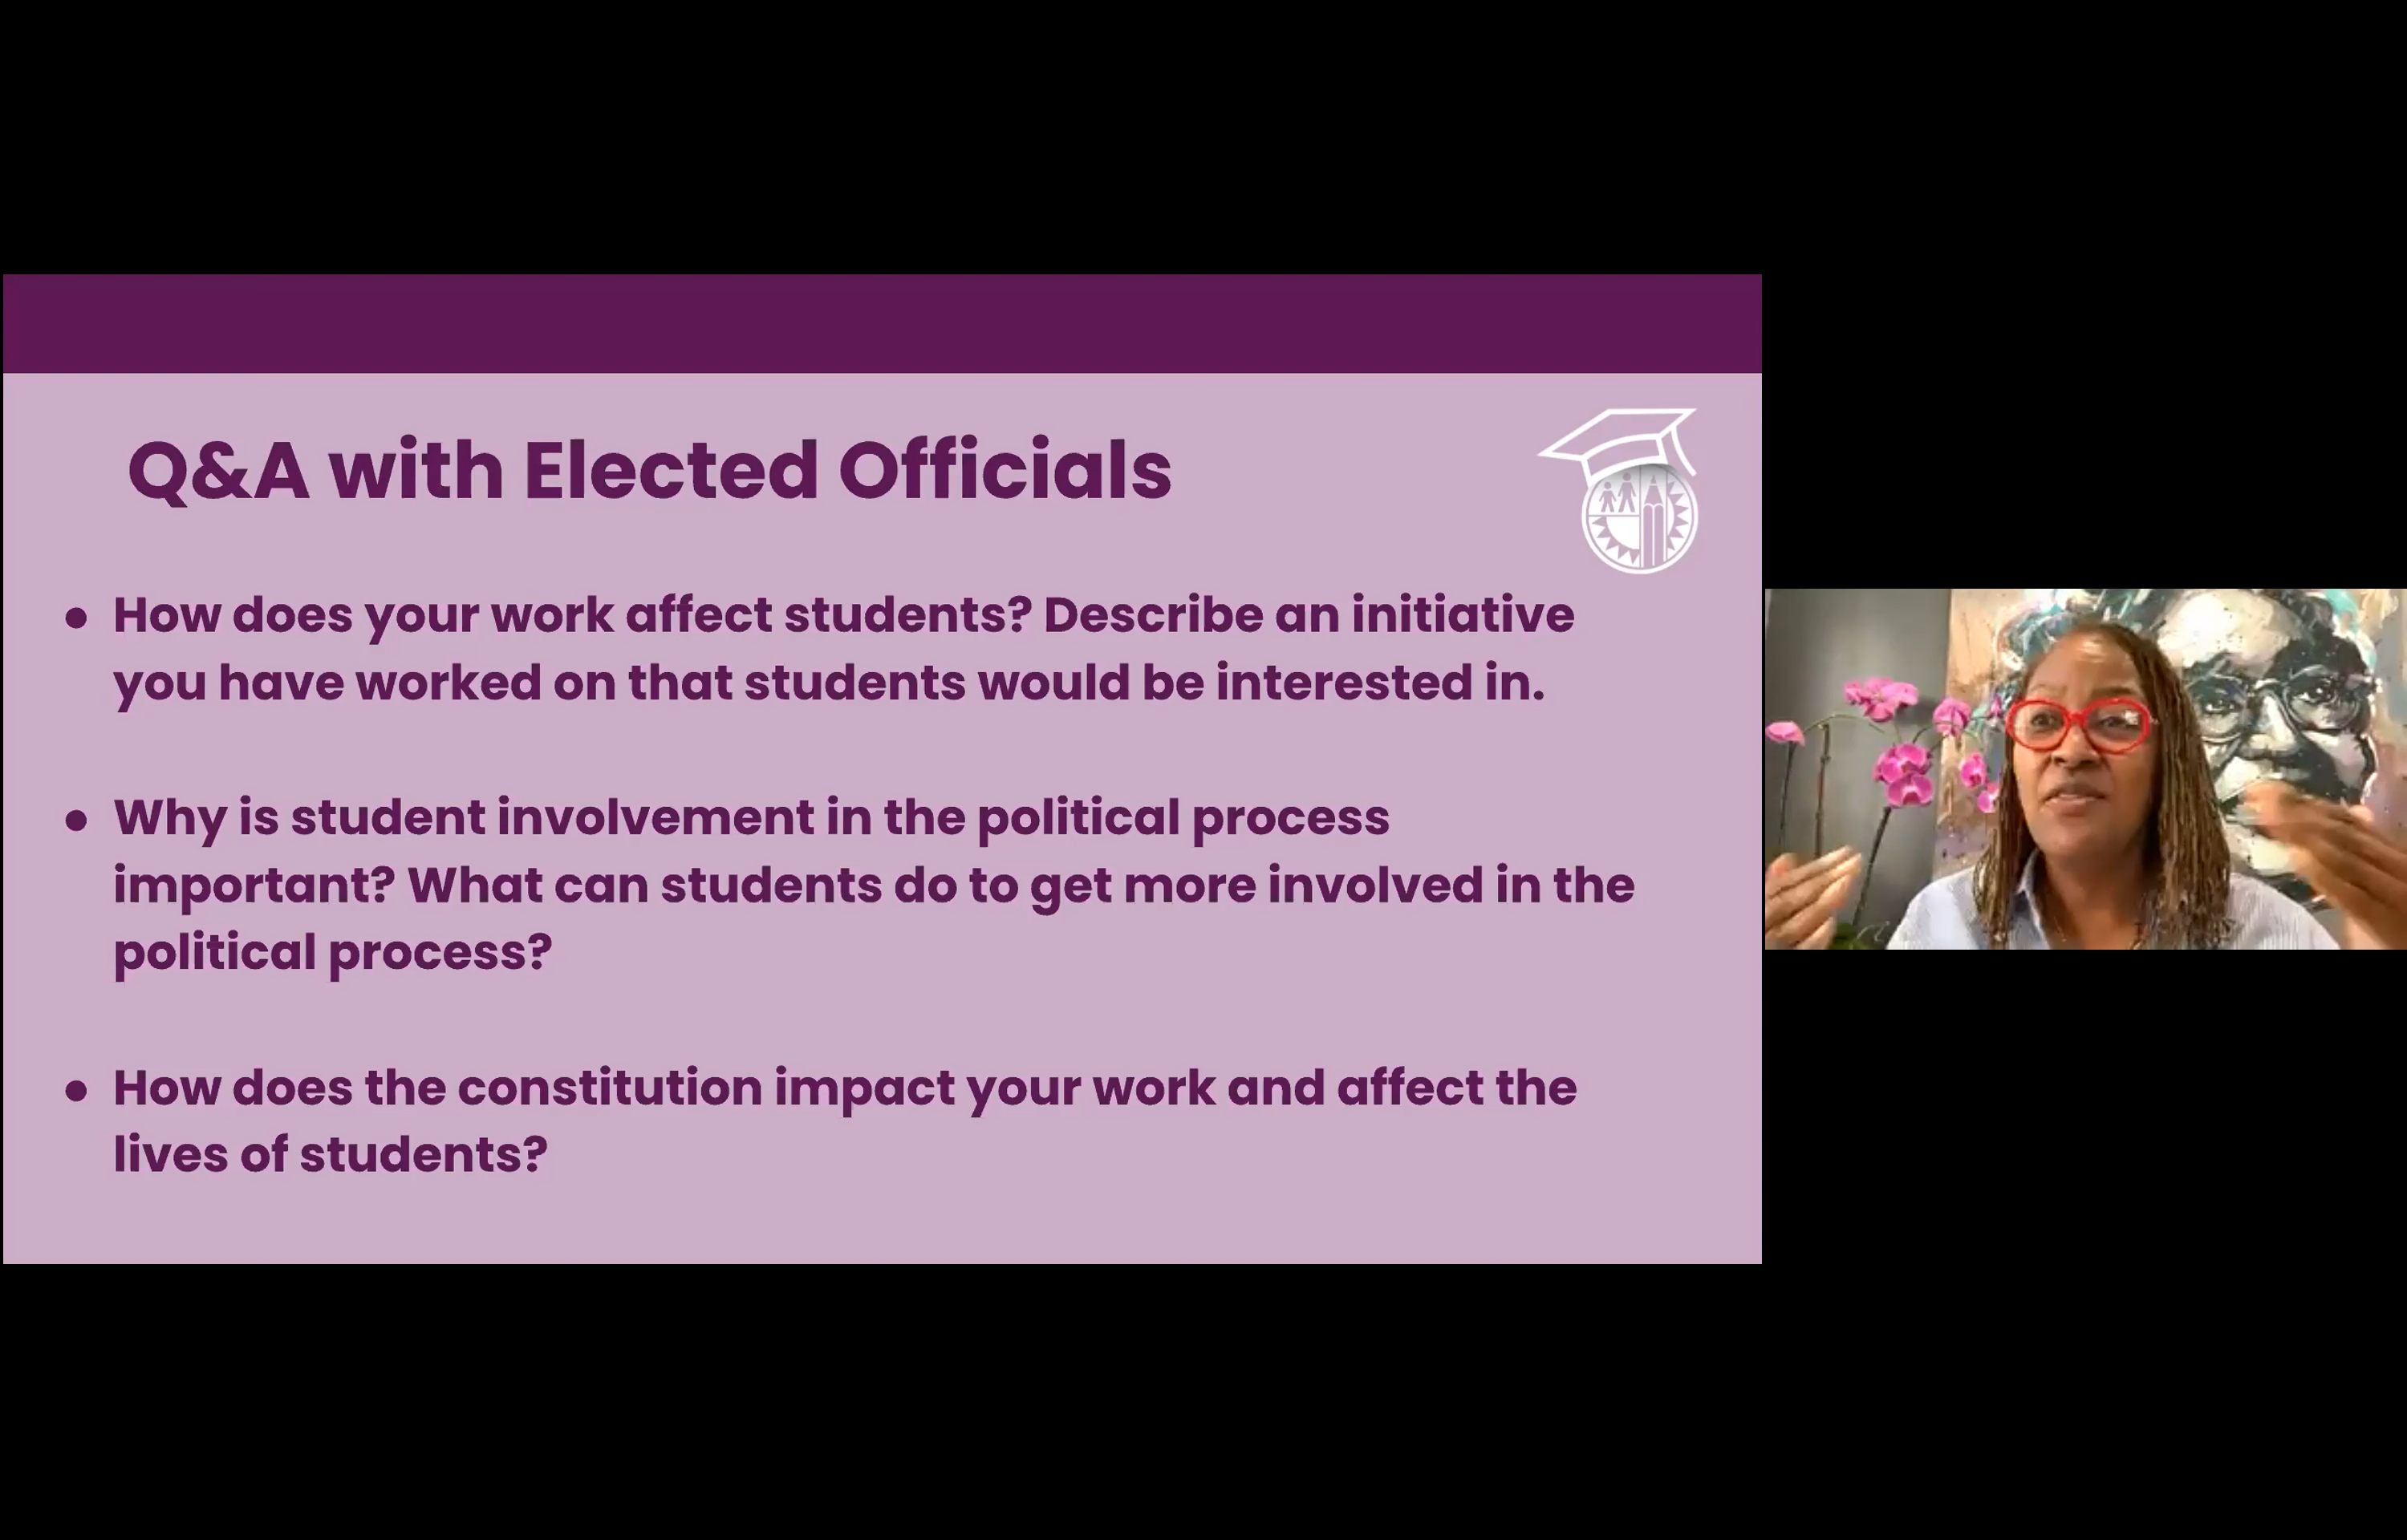 Q&A with Elected Officials
● How does your work affect students? Describe an initiative
you have worked on that students would be interested in.
● Why is student involvement in the political process
important? What can students do to get more involved in the
political process?
● How does the constitution impact your work and affect the
lives of students?